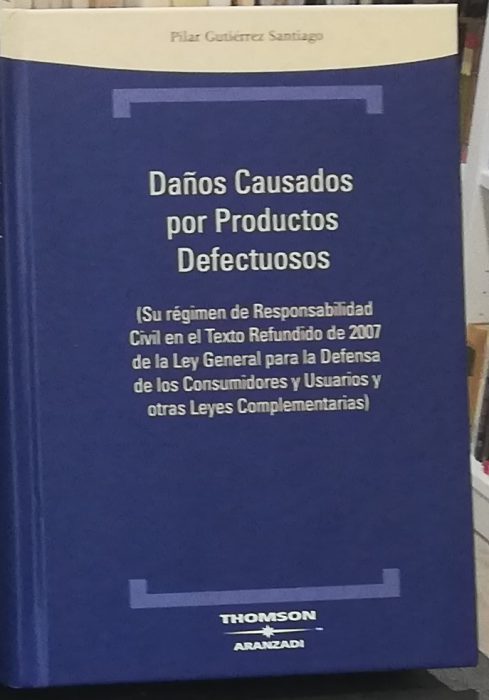 Pilar Gutiérrez Santiago
Daños Causados
por Productos
Defectuosos
(Su régimen de Responsabilidad
Civil en el Texto Refundido de 2007
de la Ley General para la Defensa
de los Consumidores y Usuarios y
otras Leyes Complementarias)
THOMSON
ARANZADI